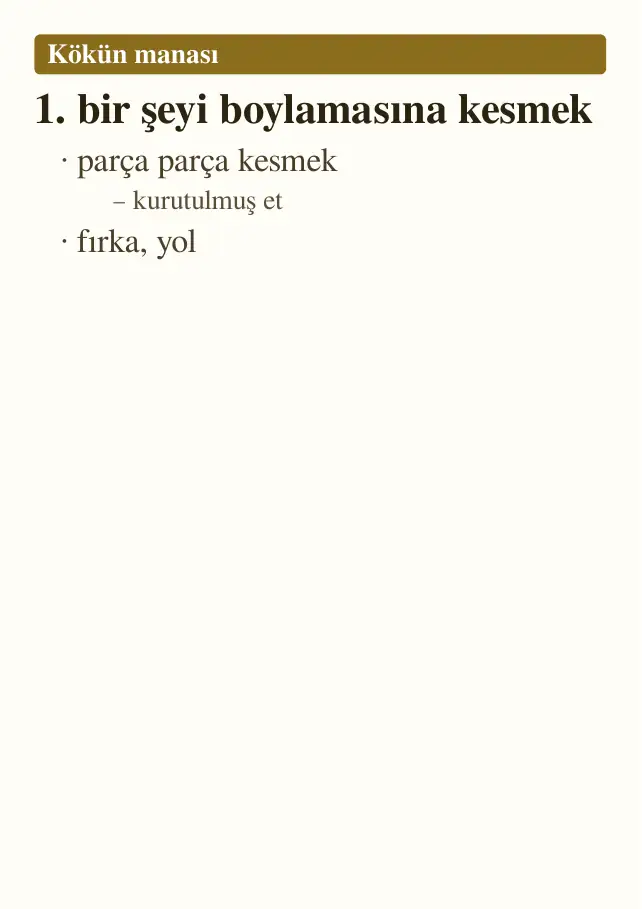 Kökün manası
1. bir şeyi boylamasına kesmek
· parça parça kesmek
– kurutulmuş et
· fırka, yol